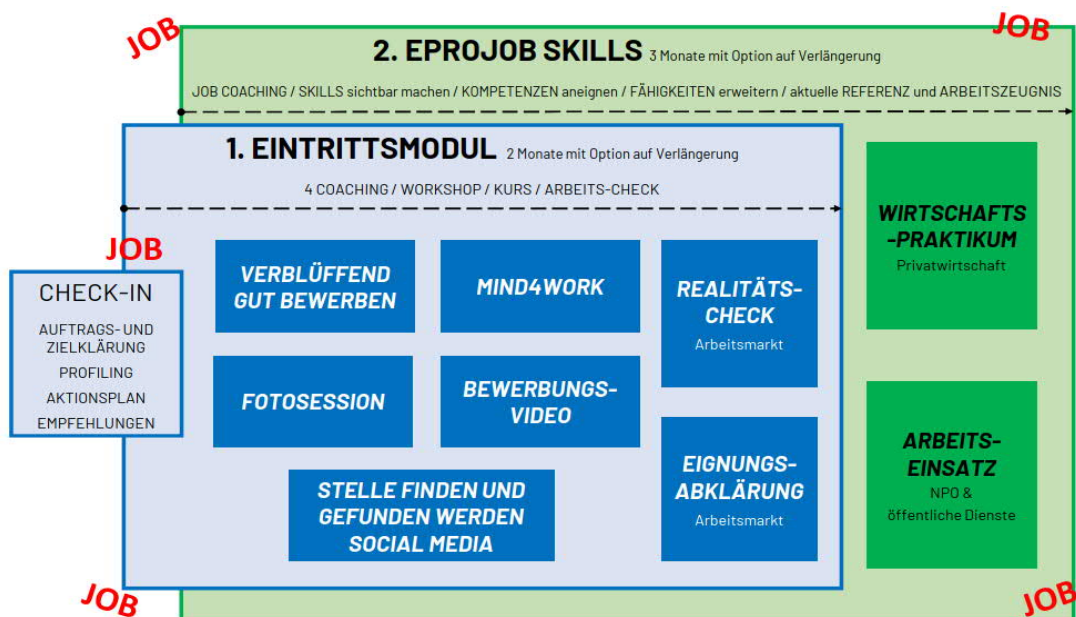 JOB
JOB
2. EPROJOB SKILLS 3 Monate mit Option auf Verlängerung
JOB COACHING / SKILLS sichtbar machen / KOMPETENZEN aneignen / FÄHIGKEITEN erweitern / aktuelle REFERENZ und ARBEITSZEUGNIS
1. EINTRITTSMODUL 2 Monate mit Option auf Verlängerung
4 COACHING / WORKSHOP / KURS / ARBEITS-CHECK
JOB
CHECK-IN
AUFTRAGS- UND
ZIELKLÄRUNG
PROFILING
AKTIONSPLAN
EMPFEHLUNGEN
VERBLÜFFEND
GUT BEWERBEN
MIND4WORK
REALITÄTS-
CHECK
Arbeitsmarkt
FOTOSESSION
BEWERBUNGS-
VIDEO
EIGNUNGS-
ABKLÄRUNG
Arbeitsmarkt
STELLE FINDEN UND
GEFUNDEN WERDEN
SOCIAL MEDIA
WIRTSCHAFTS
-PRAKTIKUM
Privatwirtschaft
ARBEITS-
EINSATZ
NPO &
öffentliche Dienste
JOB
JOB